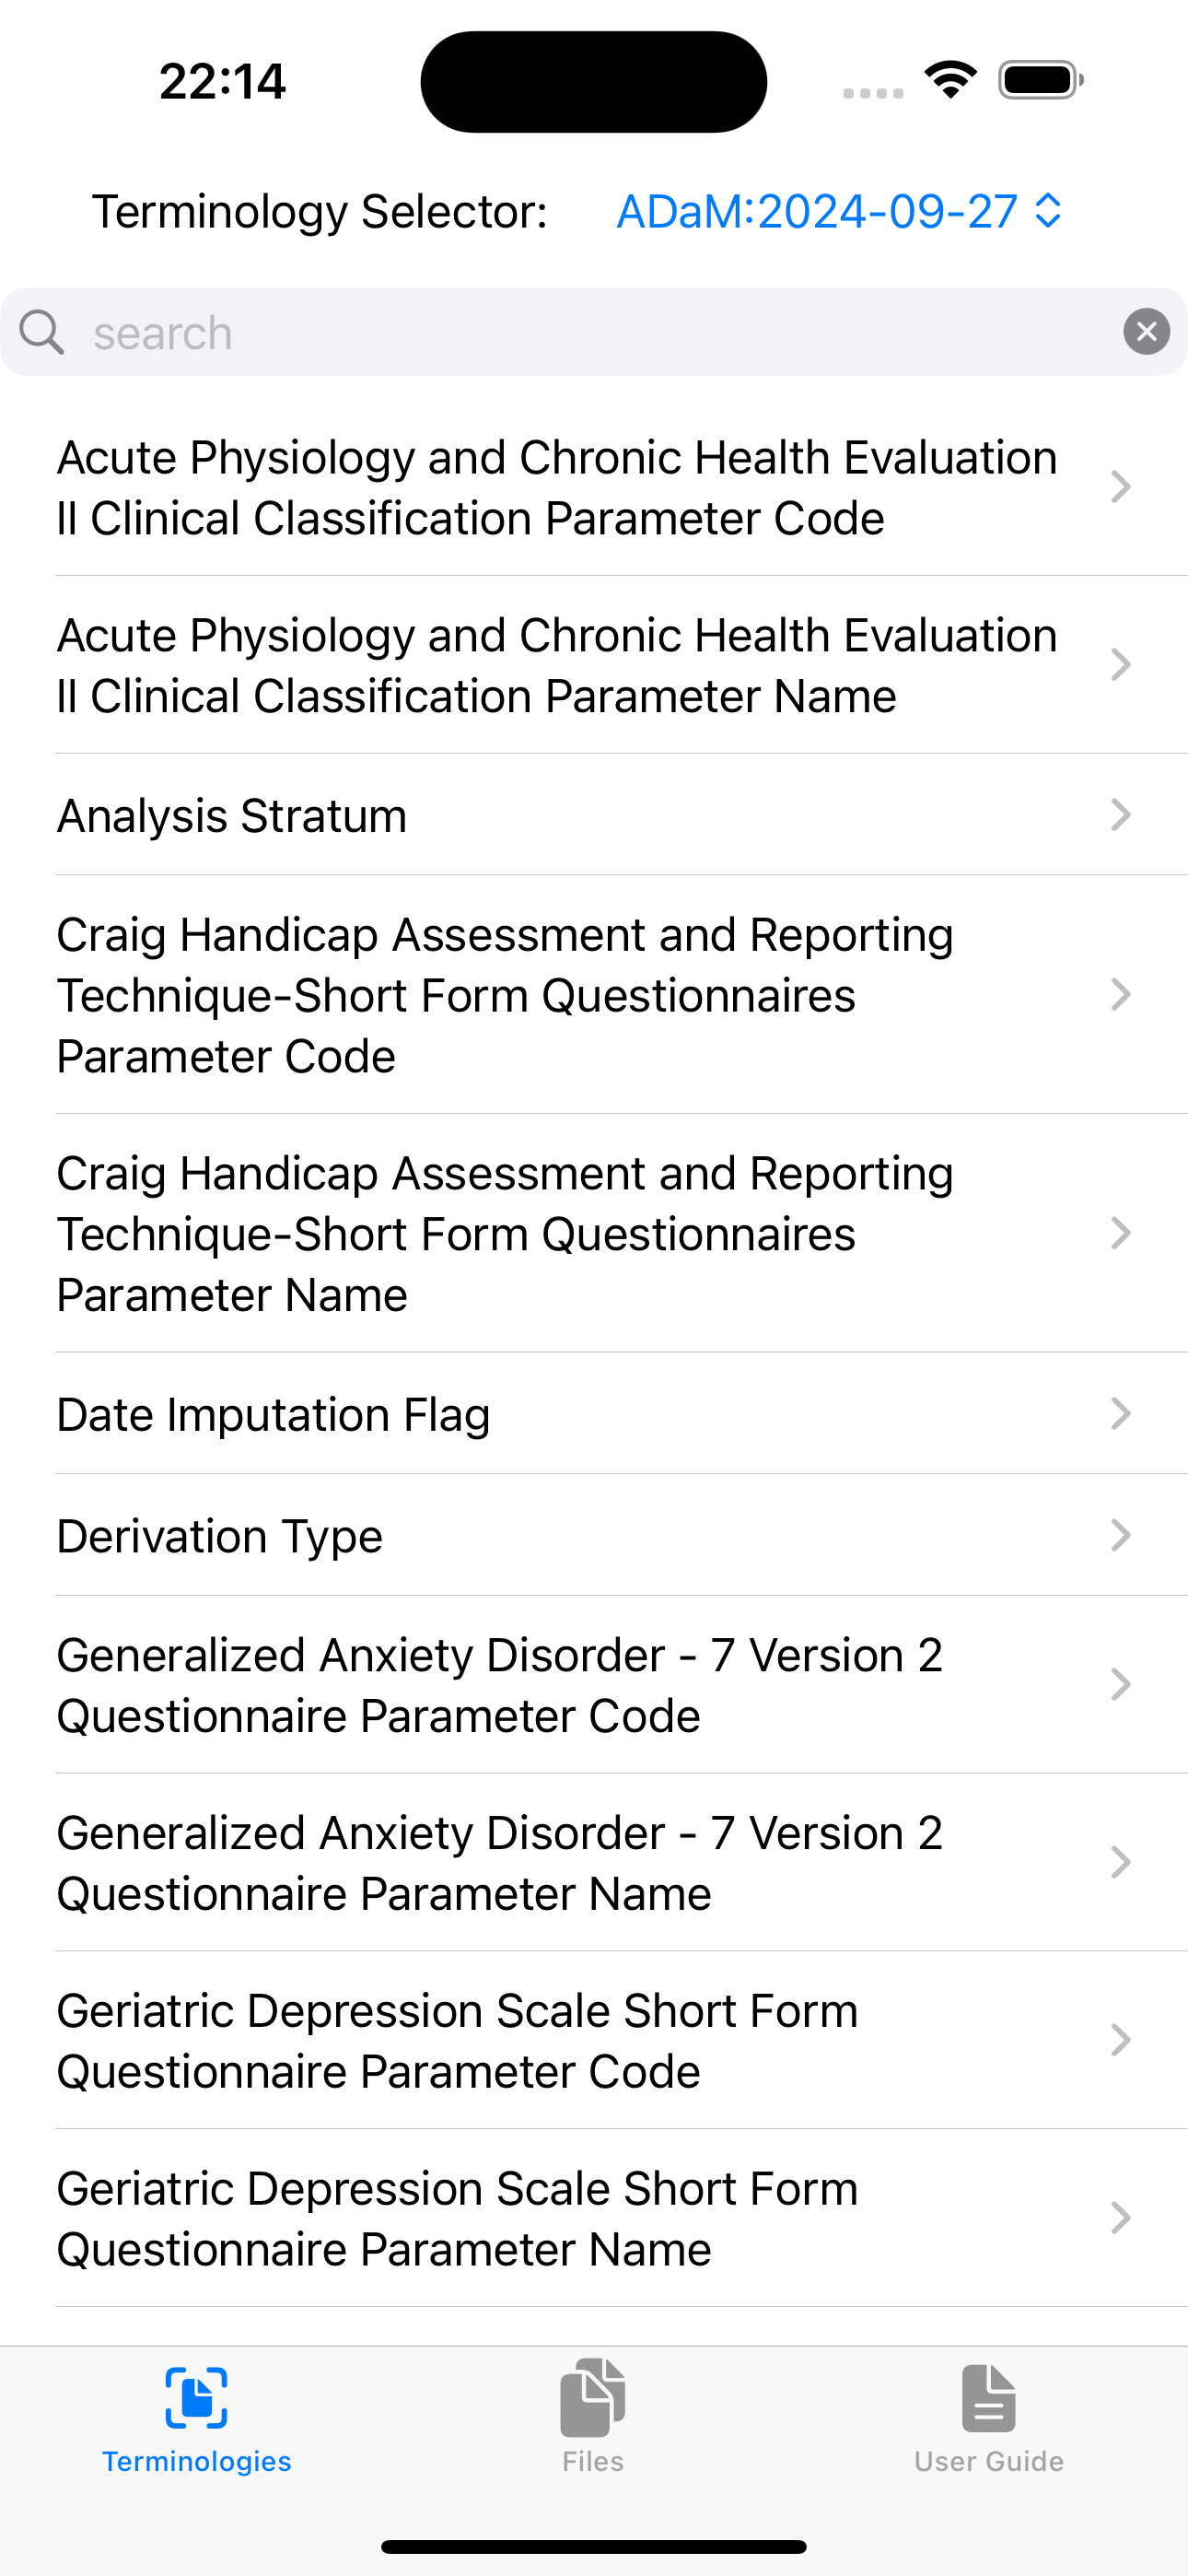 22:14
Terminology Selector: ADaM:2024-09-27
search
Acute Physiology and Chronic Health Evaluation
II Clinical Classification Parameter Code
Acute Physiology and Chronic Health Evaluation
II Clinical Classification Parameter Name
Analysis Stratum
Craig Handicap Assessment and Reporting
Technique-Short Form Questionnaires
Parameter Code
Craig Handicap Assessment and Reporting
Technique-Short Form Questionnaires
Parameter Name
Date Imputation Flag
Derivation Type
Generalized Anxiety Disorder - 7 Version 2
Questionnaire Parameter Code
Generalized Anxiety Disorder - 7 Version 2
Questionnaire Parameter Name
Geriatric Depression Scale Short Form
Questionnaire Parameter Code
Geriatric Depression Scale Short Form
Questionnaire Parameter Name
Terminologies Files User Guide